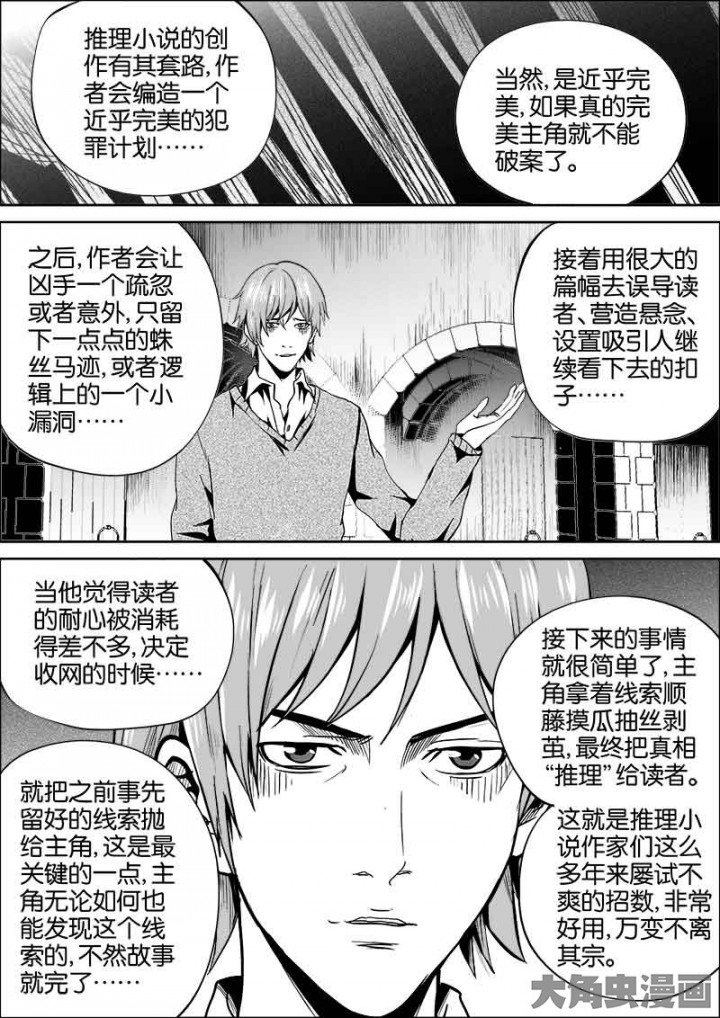 推理小说的创
作有其套路,作
者会编造一个
近乎完美的犯
罪计划……
当然,是近乎完
美,如果真的完
美主角就不能
破案了。
之后,作者会让
凶手一个疏忽
或者意外,只留
下一点点的蛛
丝马迹,或者逻
辑上的一个小
漏洞……
接着用很大的
篇幅去误导读
者、营造悬念、
设置吸引人继
续看下去的扣
子……
当他觉得读者
的耐心被消耗
得差不多,决定
收网的时候……
就把之前事先
留好的线索抛
给主角,这是最
关键的一点,主
角无论如何也
能发现这个线
索的,不然故事
就完了……
接下来的事情
就很简单了,主
角拿着线索顺
藤摸瓜抽丝剥
茧,最终把真相
“推理”给读者。
这就是推理小
说作家们这么
多年来屡试不
爽的招数,非常
好用,万变不离
其宗。
大角虫漫画